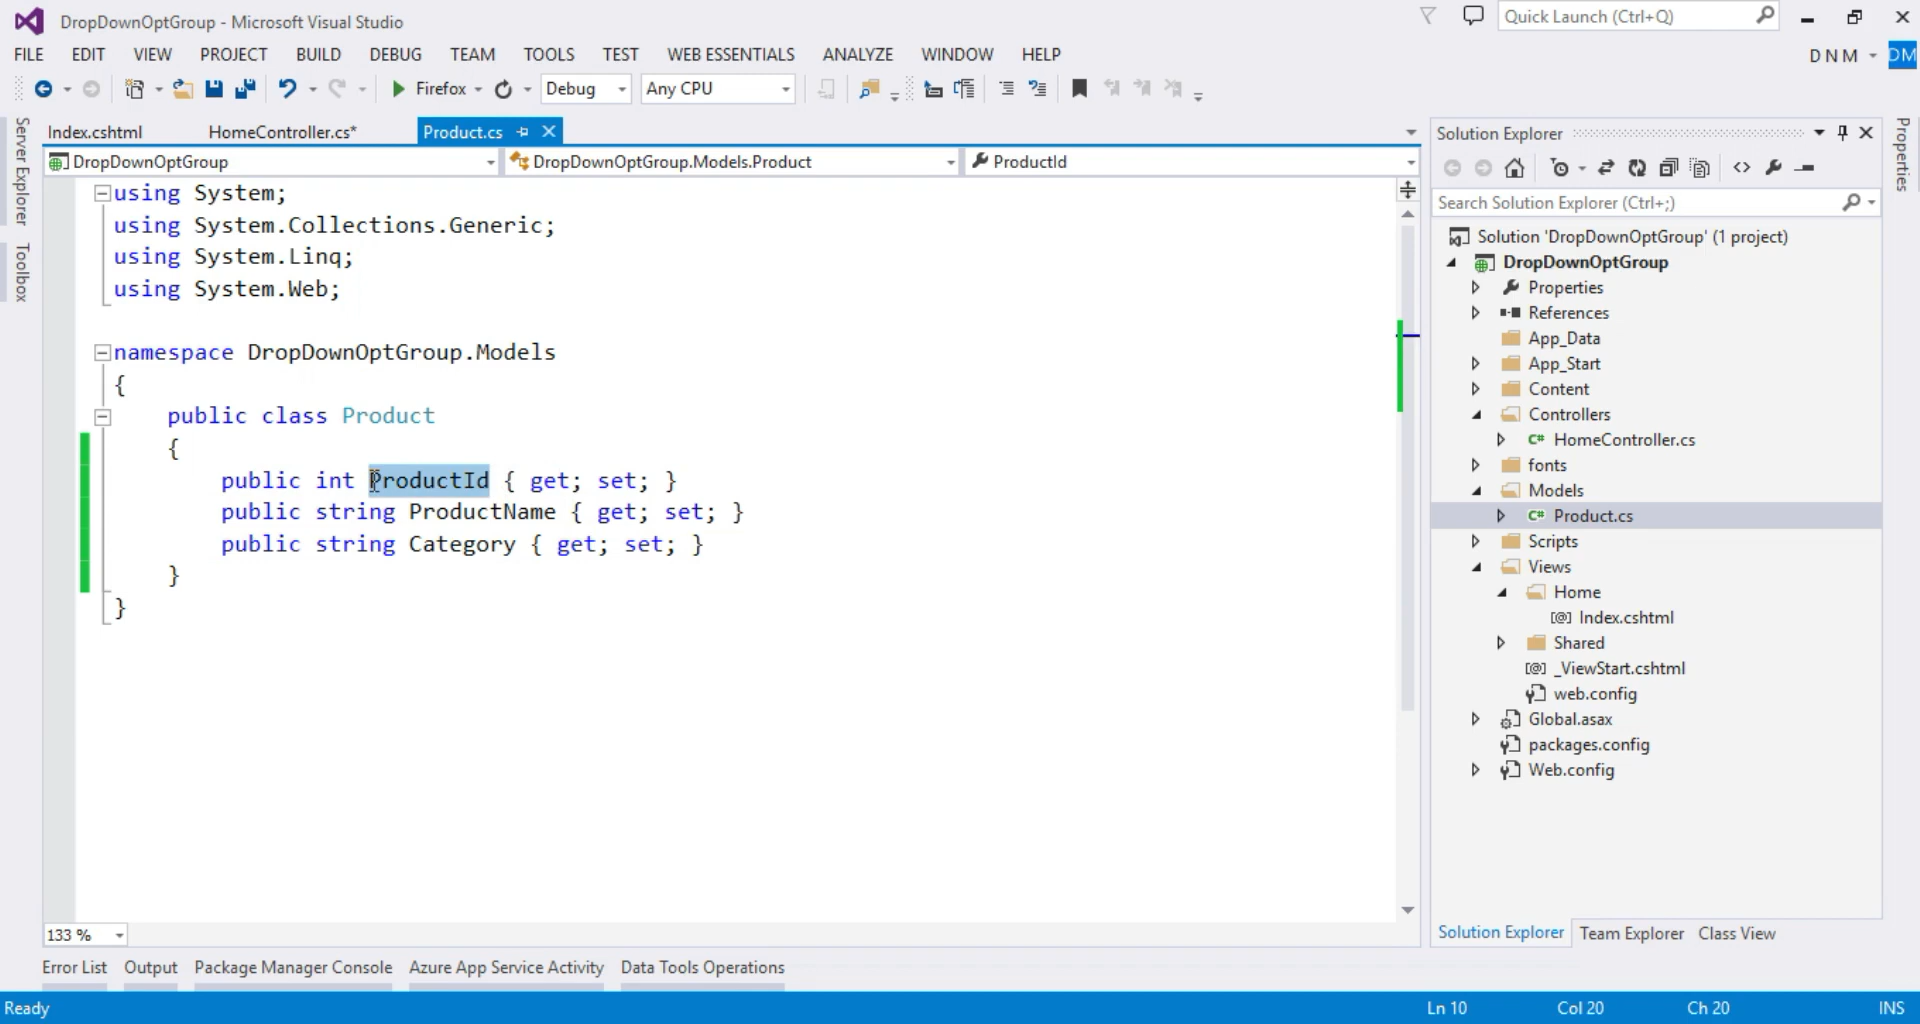 DropDownOptGroup - Microsoft Visual Studio
Quick Launch (Ctrl+Q)
FILE EDIT VIEW PROJECT BUILD DEBUG TEAM TOOLS TEST WEB ESSENTIALS ANALYZE WINDOW HELP
D N M DM
Firefox Debug Any CPU
Server Explorer
Toolbox
Index.cshtml HomeController.cs* Product.cs
DropDownOptGroup DropDownOptGroup.Models.Product ProductId
using System;
using System.Collections.Generic;
using System.Linq;
using System.Web;
namespace DropDownOptGroup.Models
{
public class Product
{
public int ProductId { get; set; }
public string ProductName { get; set; }
public string Category { get; set; }
}
}
133 %
Solution Explorer
Search Solution Explorer (Ctrl+;)
Solution 'DropDownOptGroup' (1 project)
DropDownOptGroup
Properties
References
App_Data
App_Start
Content
Controllers
C# HomeController.cs
fonts
Models
C# Product.cs
Scripts
Views
Home
[@] Index.cshtml
Shared
[@] _ViewStart.cshtml
web.config
Global.asax
packages.config
Web.config
Solution Explorer Team Explorer Class View
Properties
Error List Output Package Manager Console Azure App Service Activity Data Tools Operations
Ready Ln 10 Col 20 Ch 20 INS